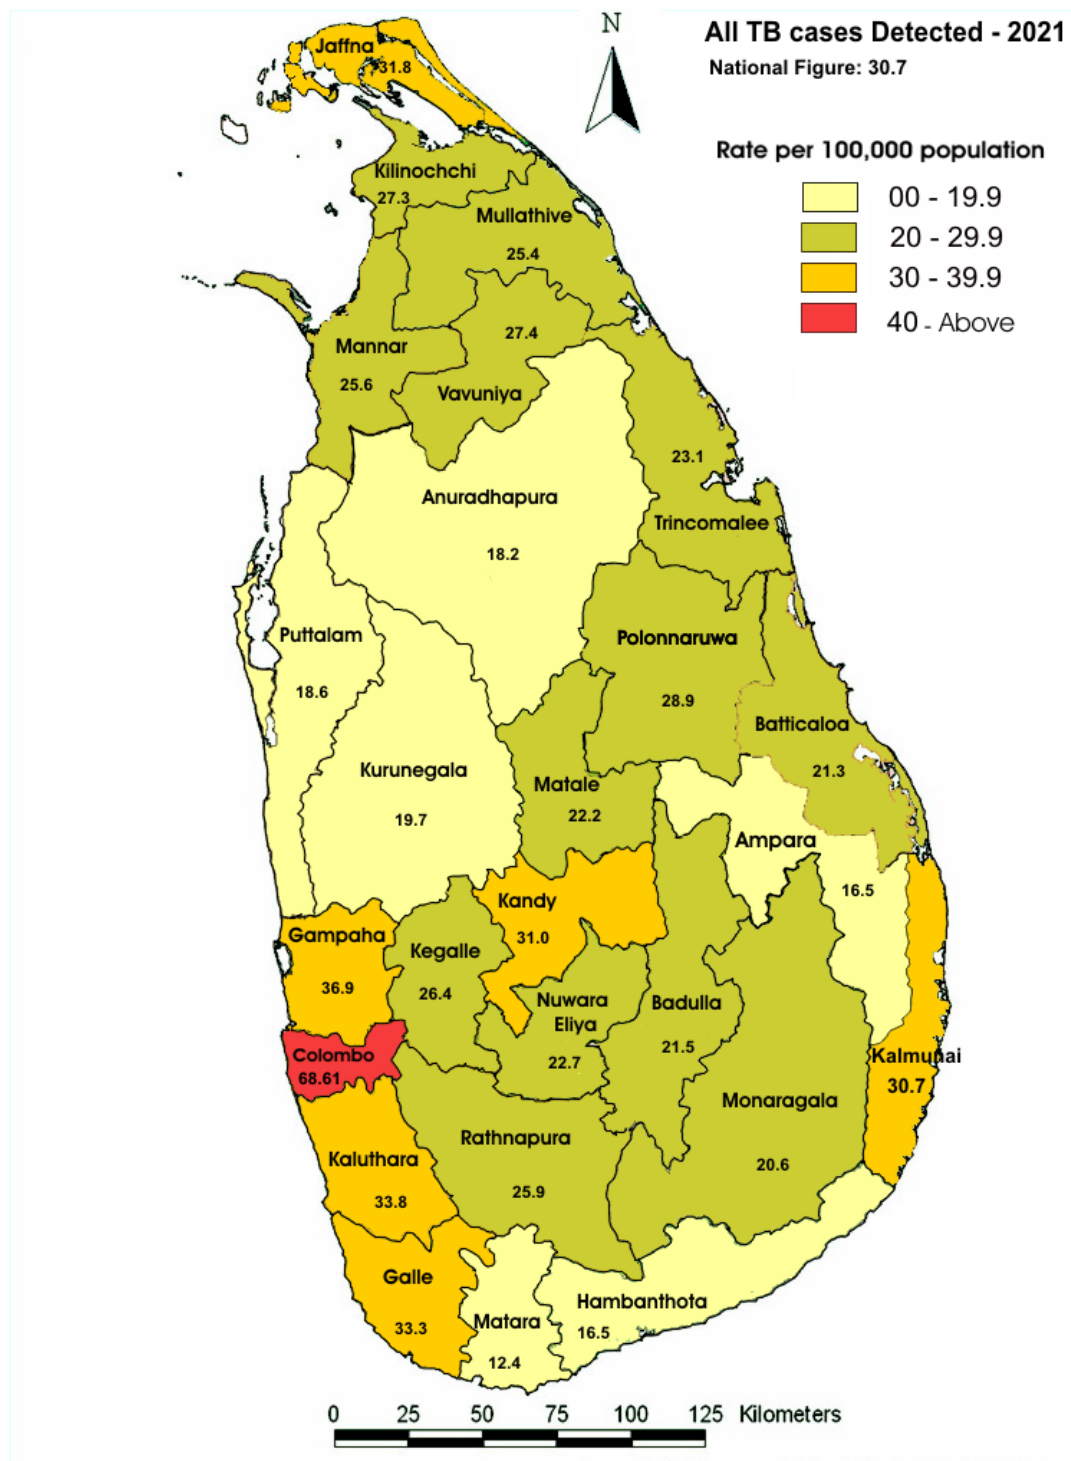 All TB cases Detected - 2021
National Figure: 30.7
N
Rate per 100,000 population
00 - 19.9
20 - 29.9
30 - 39.9
40 - Above
Jaffna
31.8
Kilinochchi
27.3
Mullathive
25.4
Mannar
25.6
27.4
Vavuniya
23.1
Trincomalee
Anuradhapura
18.2
Puttalam
18.6
Polonnaruwa
28.9
Batticaloa
21.3
Kurunegala
19.7
Matale
22.2
Ampara
16.5
Kandy
31.0
Gampaha
36.9
Kegalle
26.4
Nuwara
Eliya
22.7
Badulla
21.5
Colombo
68.61
Kalmunai
30.7
Monaragala
20.6
Rathnapura
25.9
Kaluthara
33.8
Galle
33.3
Matara
12.4
Hambanthota
16.5
0 25 50 75 100 125 Kilometers